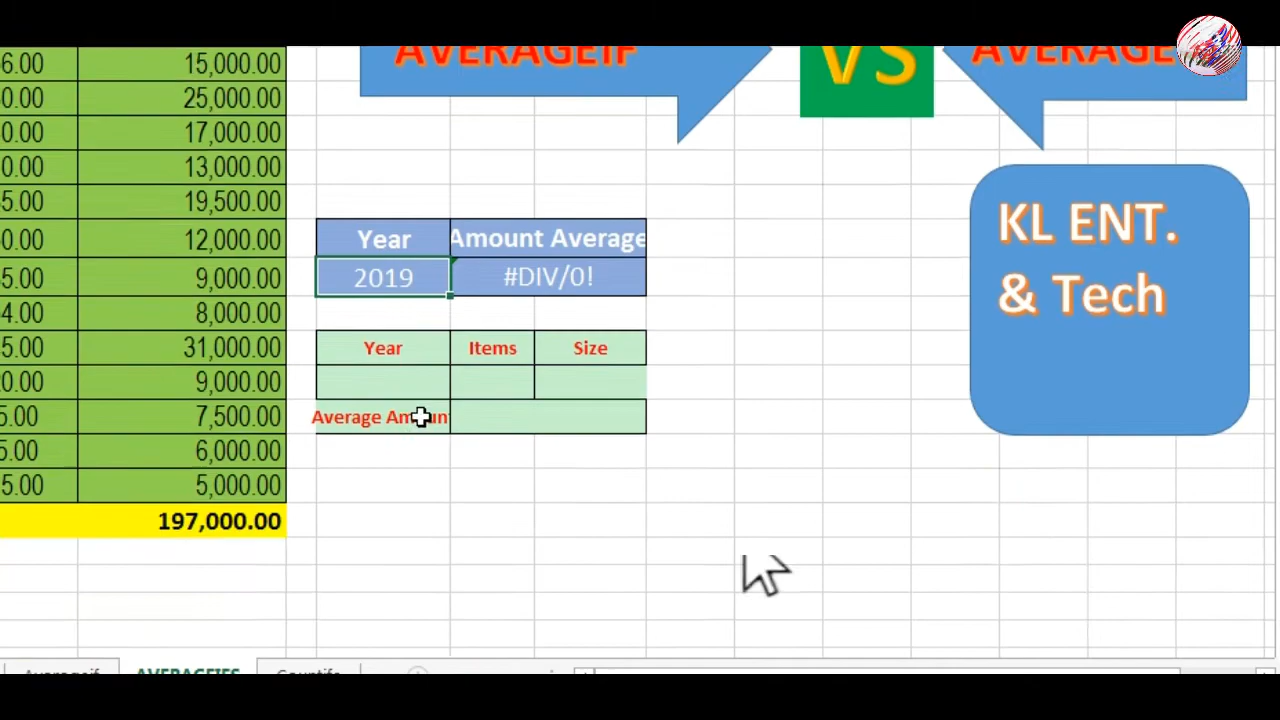 AVERAGEIF VS AVERAGE
6.00 15,000.00
0.00 25,000.00
0.00 17,000.00
0.00 13,000.00
5.00 19,500.00
0.00 12,000.00
5.00 9,000.00
4.00 8,000.00
5.00 31,000.00
0.00 9,000.00
5.00 7,500.00
5.00 6,000.00
5.00 5,000.00
197,000.00
Year Amount Average
2019 #DIV/0!
Year Items Size
Average Amount
KL ENT.
& Tech
Averageif AVERAGEIFS Countifs